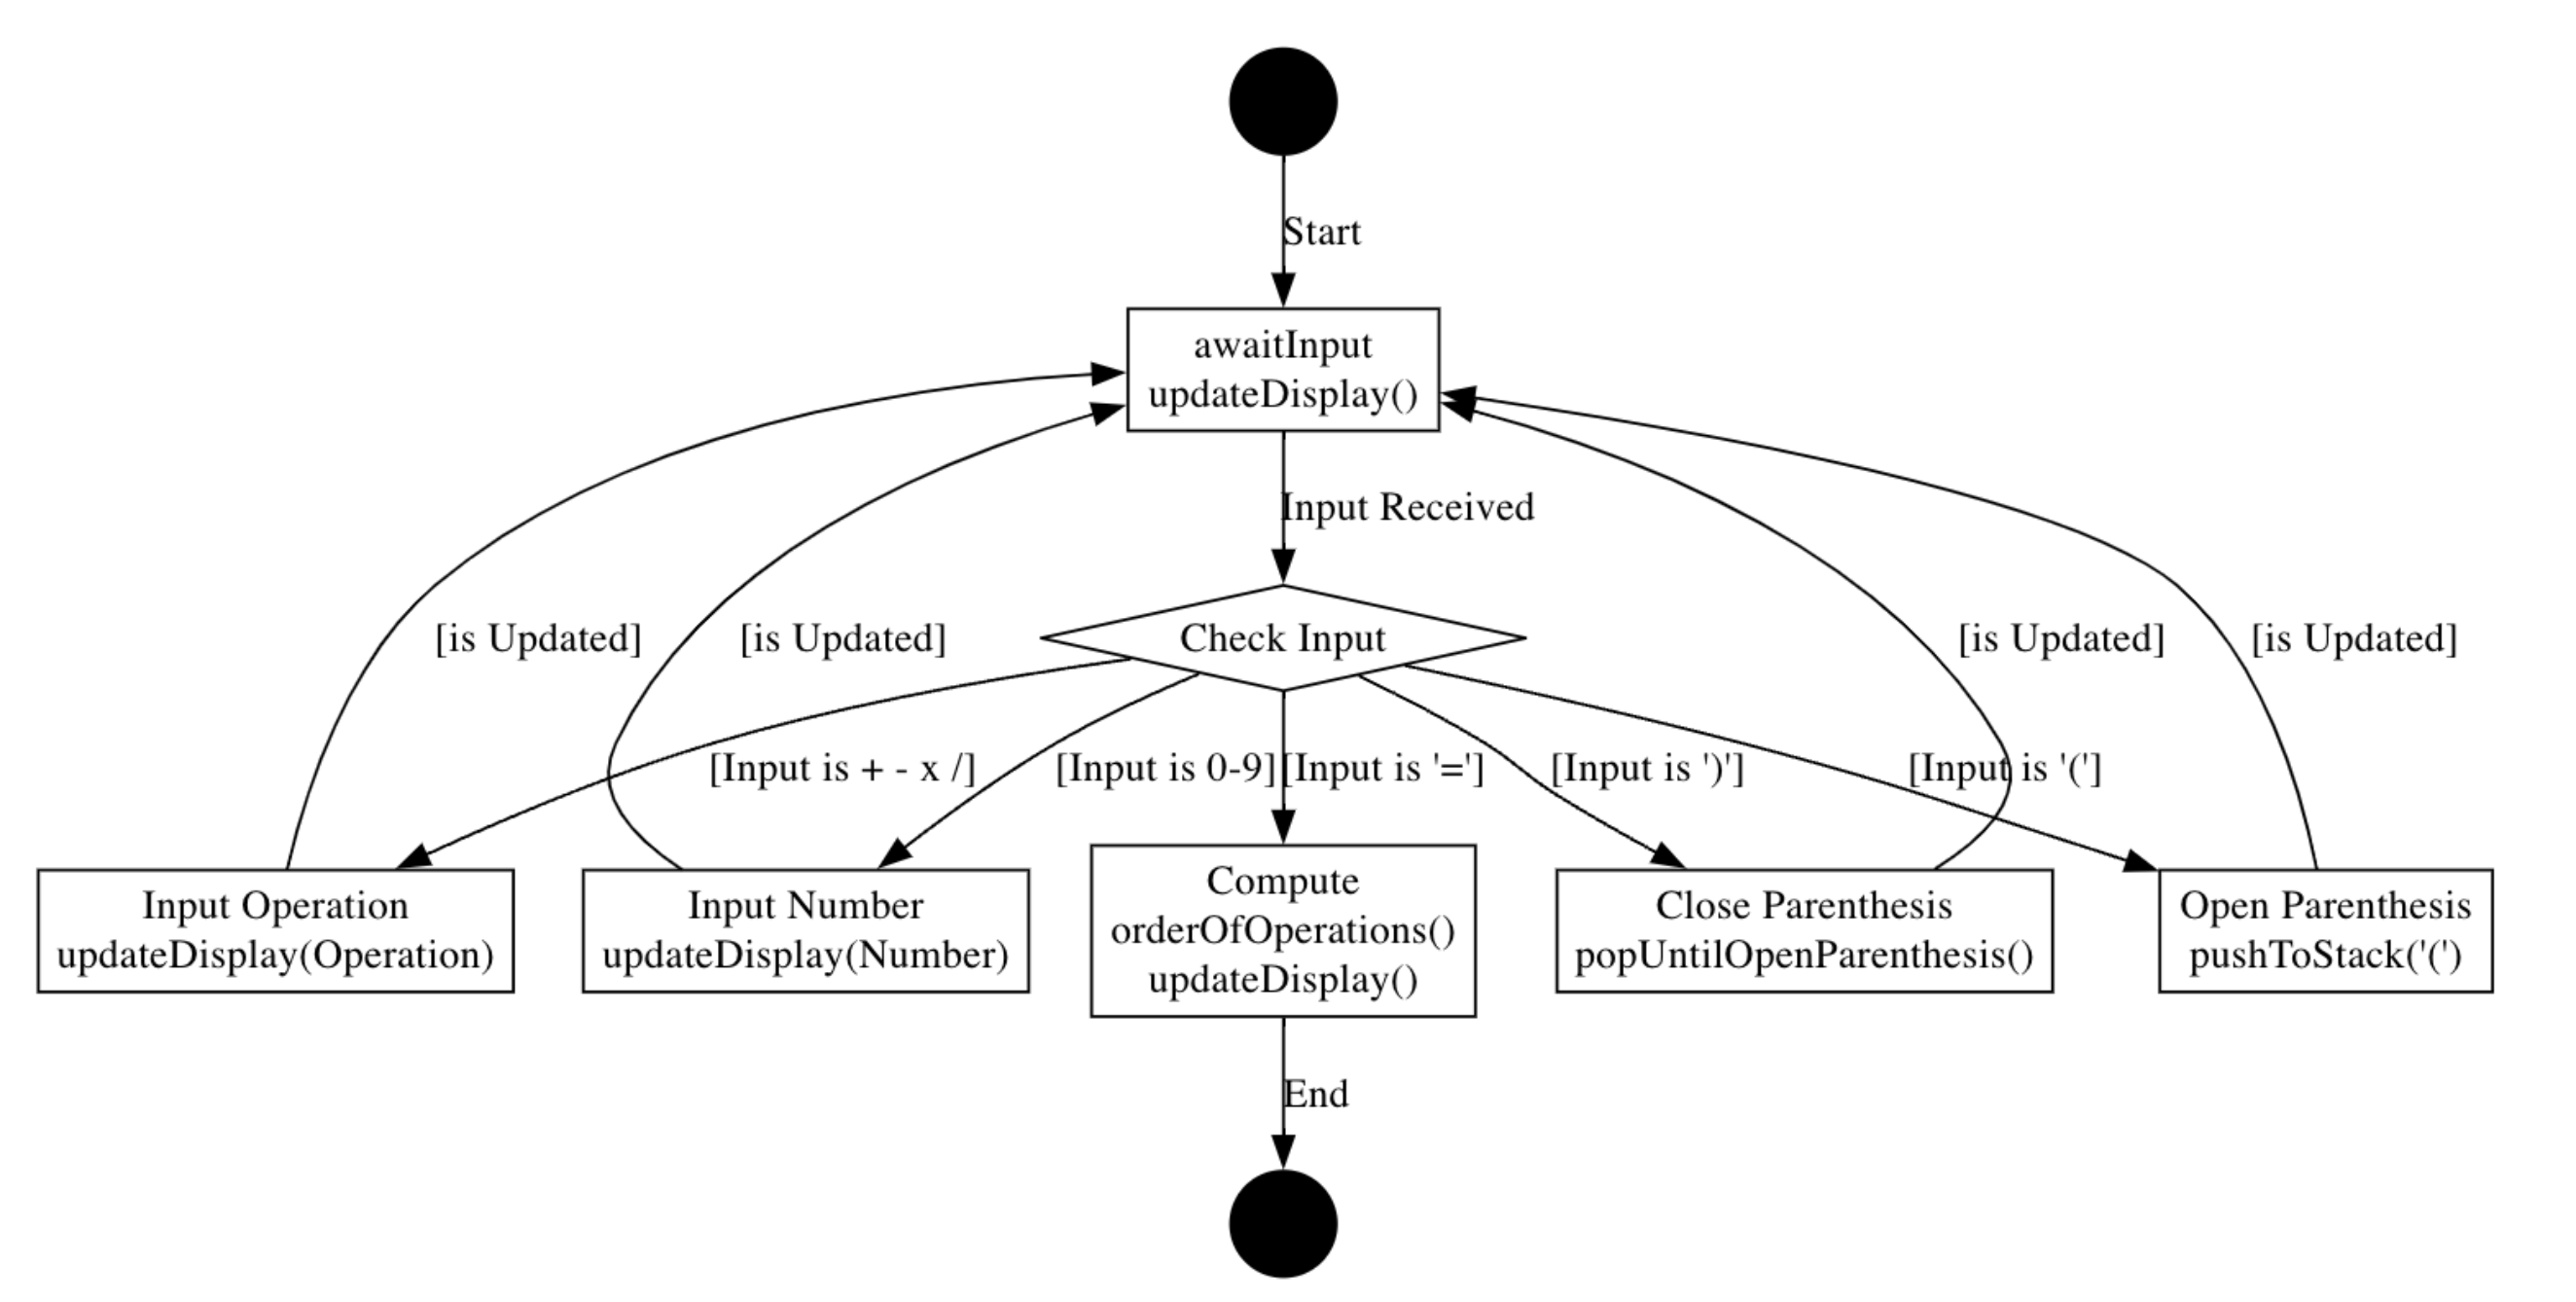 Start
awaitInput
updateDisplay()
Input Received
Check Input
[is Updated]
[is Updated]
[is Updated]
[is Updated]
[Input is + - x /]
[Input is 0-9]
[Input is '=']
[Input is ')']
[Input is '(']
Input Operation
updateDisplay(Operation)
Input Number
updateDisplay(Number)
Compute
orderOfOperations()
updateDisplay()
Close Parenthesis
popUntilOpenParenthesis()
Open Parenthesis
pushToStack('(')
End